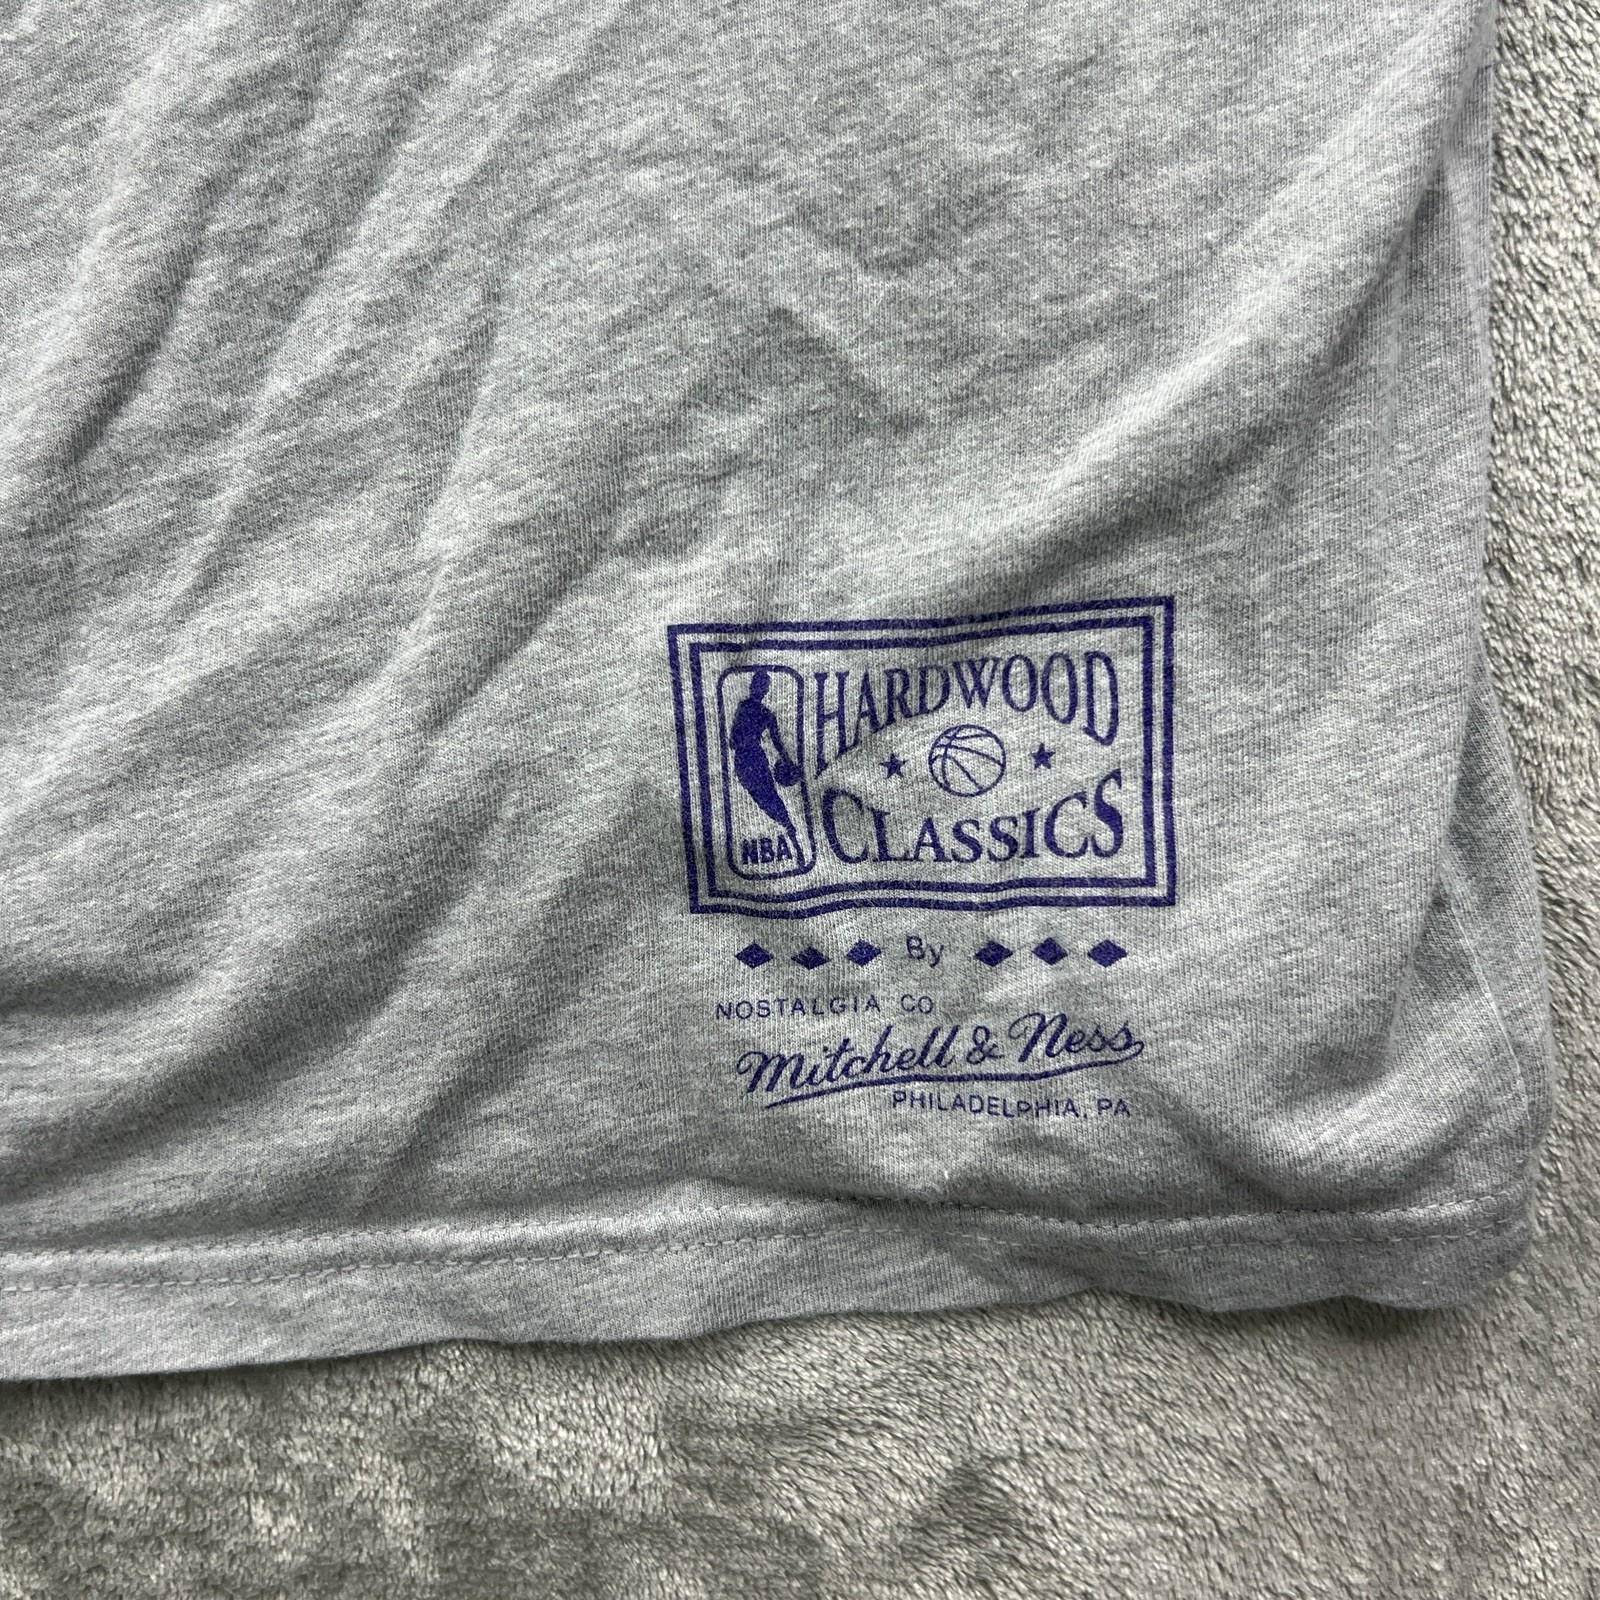 HARDWOOD
CLASSICS
NBA
By
NOSTALGIA CO
Mitchell & Ness
PHILADELPHIA, PA